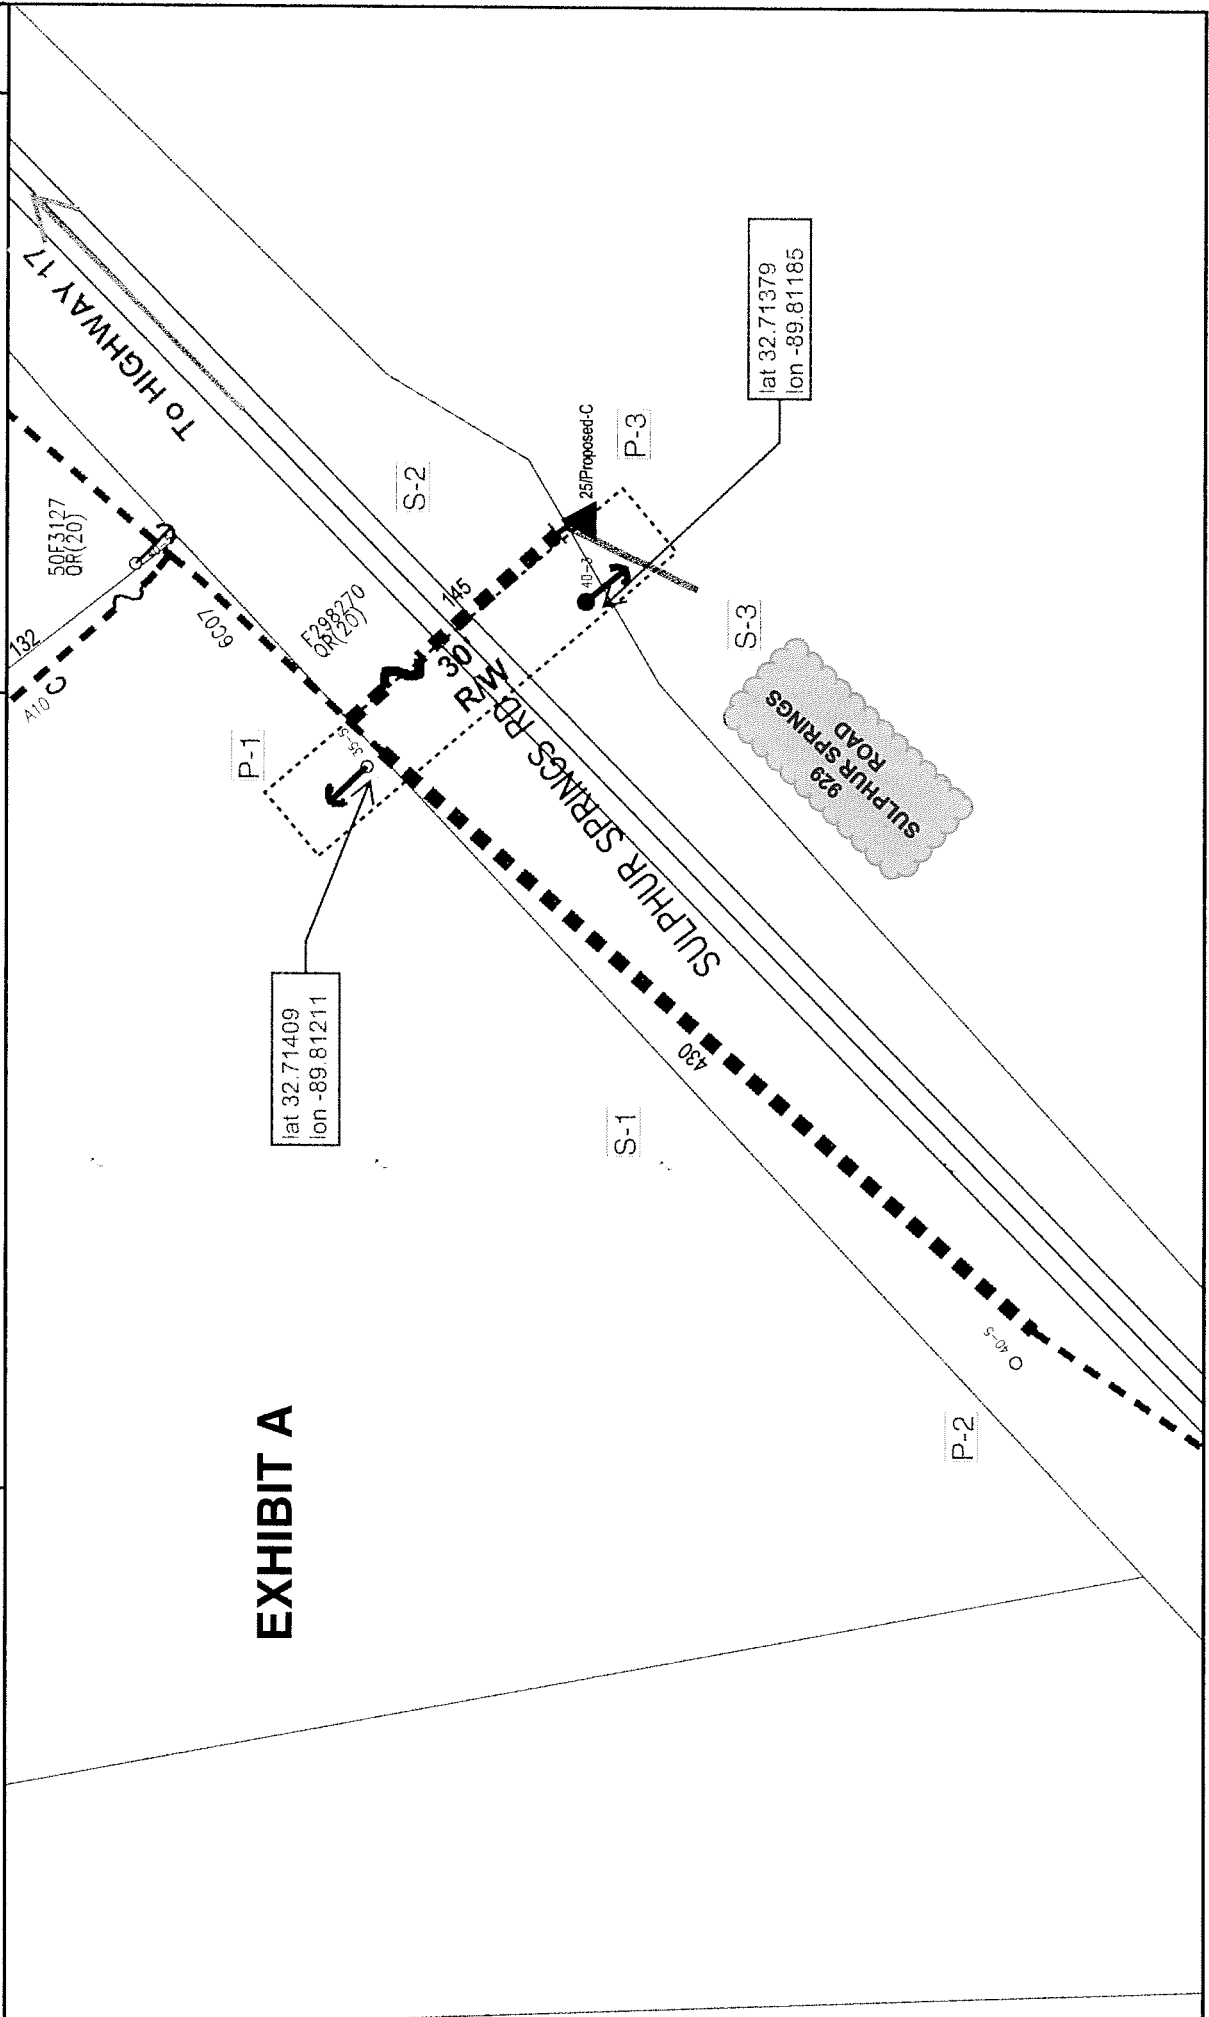 EXHIBIT A
lat 32.71409
lon -89.81211
lat 32.71379
lon -89.81185
To HIGHWAY 17
SULPHUR SPRINGS RD
30'
R/W
929
SULPHUR SPRINGS
ROAD
50F3127
QR(20)
F298270
QR(20)
132
A10
C
6C07
145
430
35-5
40-3
40-5
25/Proposed-C
P-1
P-2
P-3
S-1
S-2
S-3